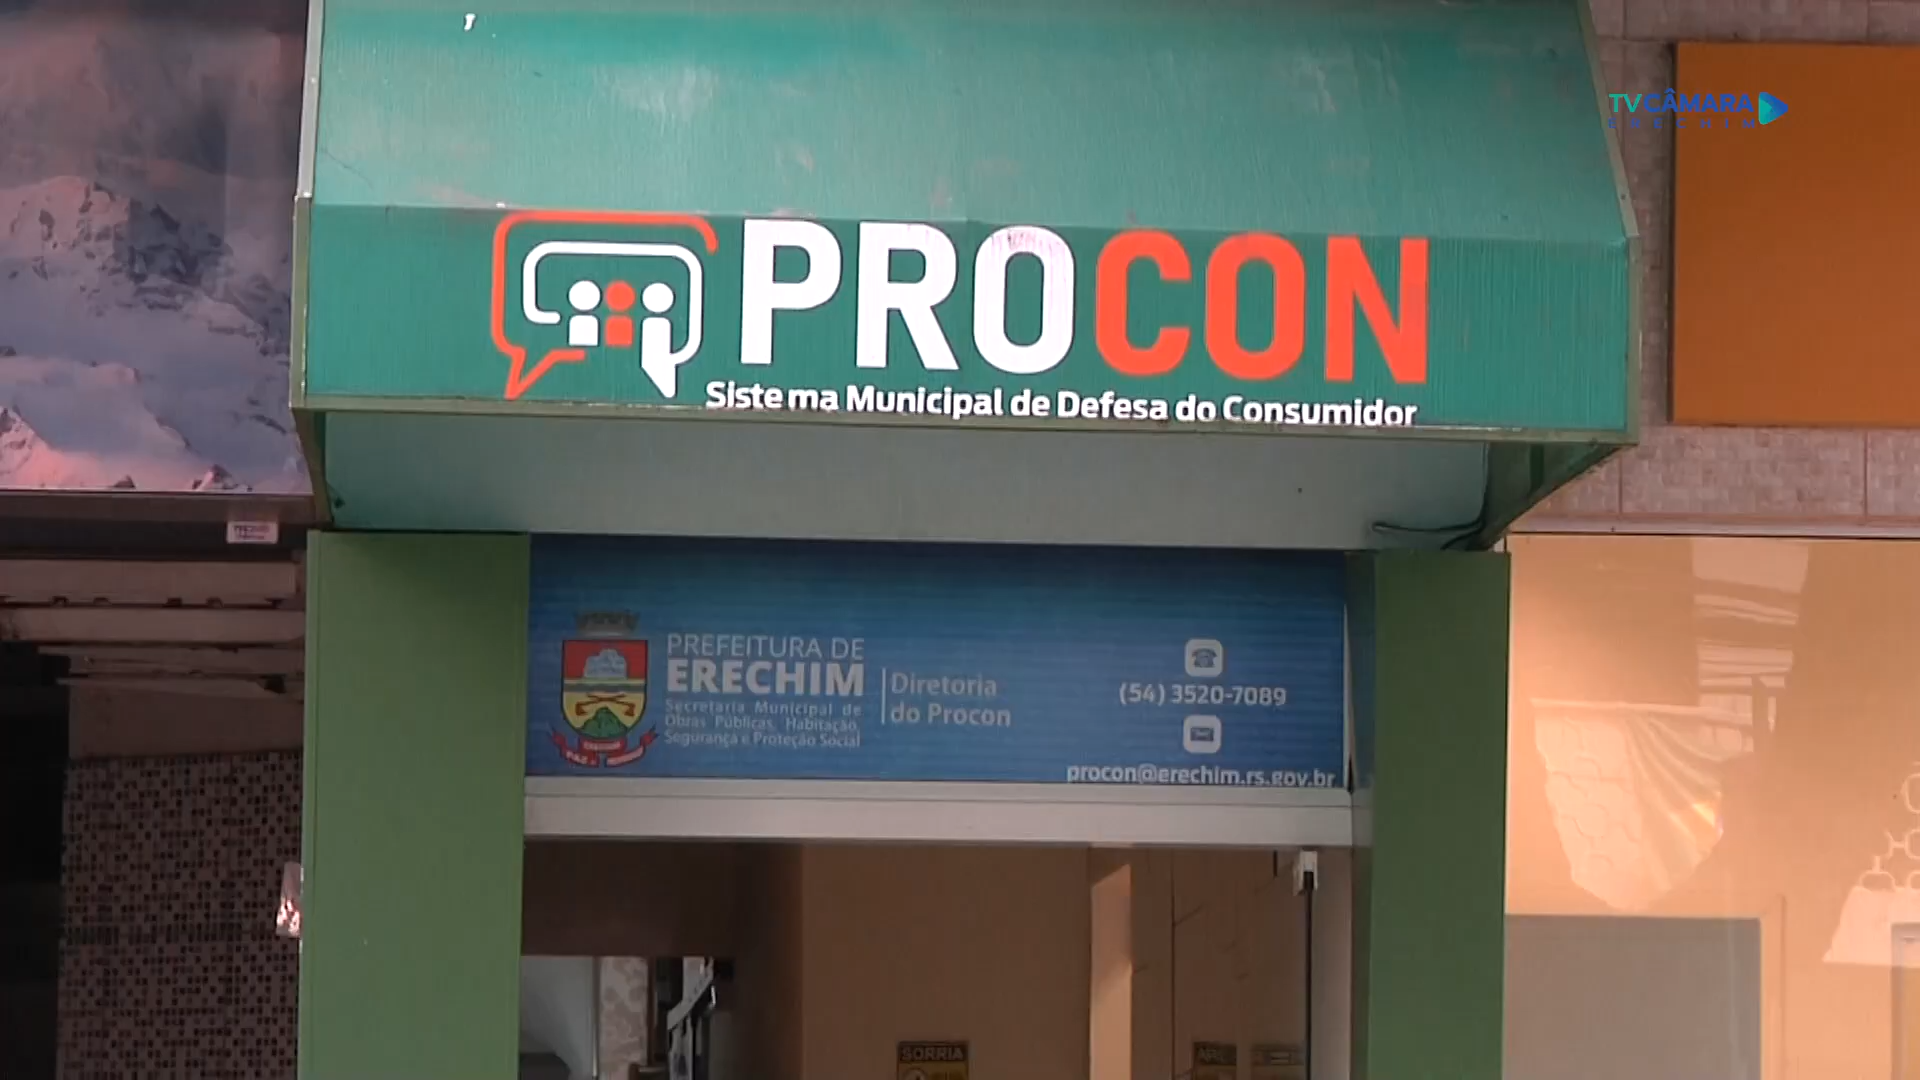 TV CÂMARA
ERECHIM
PROCON
Sistema Municipal de Defesa do Consumidor
PREFEITURA DE
ERECHIM
Secretaria Municipal de
Obras Públicas, Habitação,
Segurança e Proteção Social
Diretoria
do Procon
(54) 3520-7089
procon@erechim.rs.gov.br
SORRIA